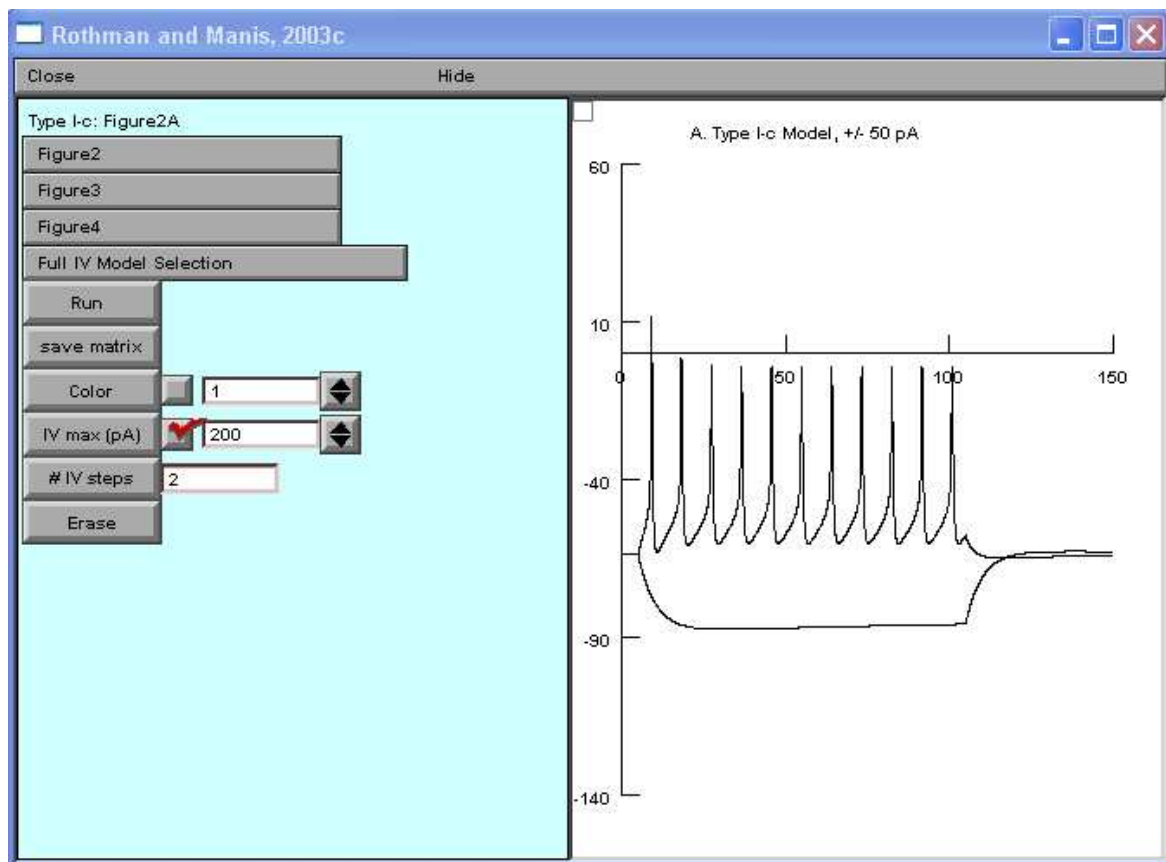 Rothman and Manis, 2003c
Close Hide
Type I-c: Figure2A
Figure2
Figure3
Figure4
Full IV Model Selection
Run
save matrix
Color 1
IV max (pA) 200
# IV steps 2
Erase
A. Type I-c Model, +/- 50 pA
60
10
0 50 100 150
-40
-90
-140